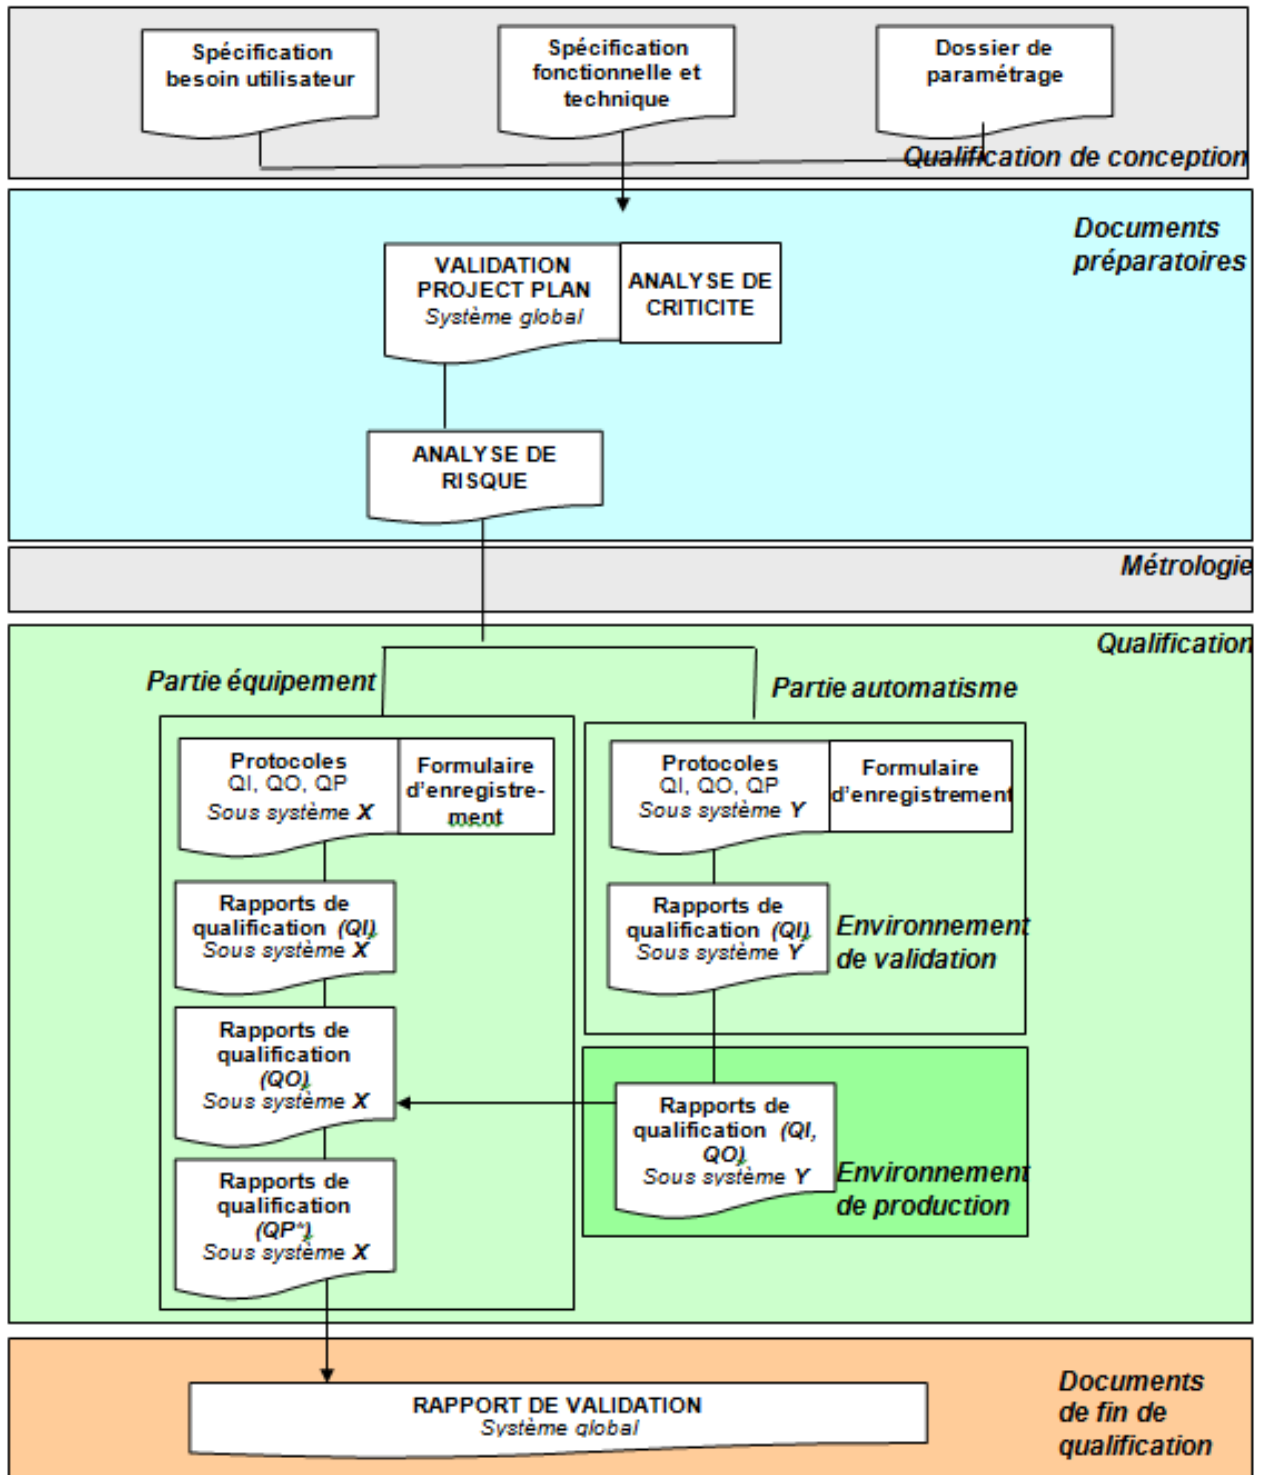 Spécification
besoin utilisateur
Spécification
fonctionnelle et
technique
Dossier de
paramétrage
Qualification de conception
Documents
préparatoires
VALIDATION
PROJECT PLAN
Système global
ANALYSE DE
CRITICITE
ANALYSE DE
RISQUE
Métrologie
Qualification
Partie équipement
Partie automatisme
Protocoles
QI, QO, QP
Sous système X
Formulaire
d'enregistre-
ment
Protocoles
QI, QO, QP
Sous système Y
Formulaire
d'enregistrement
Rapports de
qualification (QI)
Sous système X
Rapports de
qualification (QI)
Sous système Y
Environnement
de validation
Rapports de
qualification
(QO)
Sous système X
Rapports de
qualification (QI,
QO)
Sous système Y
Environnement
de production
Rapports de
qualification
(QP*)
Sous système X
RAPPORT DE VALIDATION
Système global
Documents
de fin de
qualification